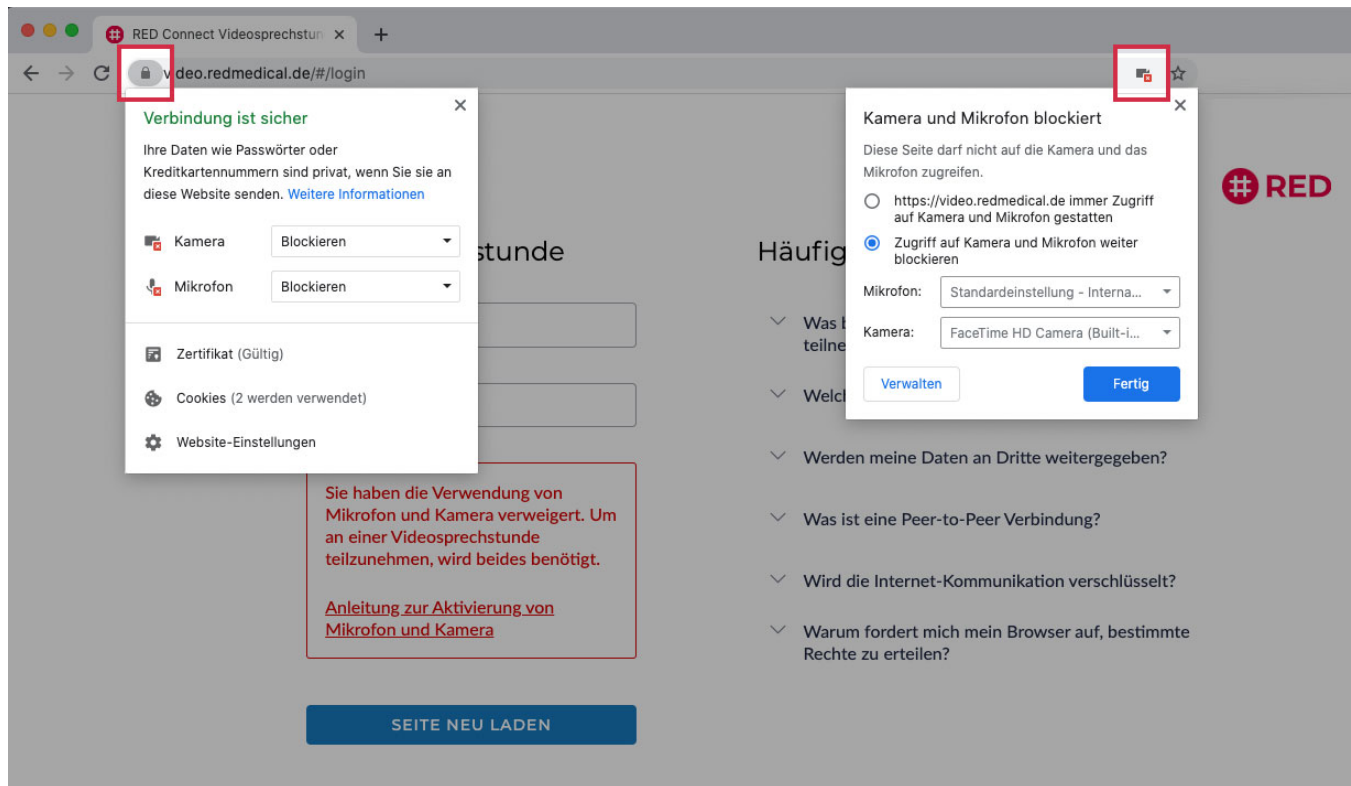 RED Connect Videosprechstun
video.redmedical.de/#/login
Verbindung ist sicher
Ihre Daten wie Passwörter oder
Kreditkartennummern sind privat, wenn Sie sie an
diese Website senden. Weitere Informationen
Kamera Blockieren
Mikrofon Blockieren
Zertifikat (Gültig)
Cookies (2 werden verwendet)
Website-Einstellungen
Kamera und Mikrofon blockiert
Diese Seite darf nicht auf die Kamera und das
Mikrofon zugreifen.
https://video.redmedical.de immer Zugriff
auf Kamera und Mikrofon gestatten
Zugriff auf Kamera und Mikrofon weiter
blockieren
Mikrofon: Standardeinstellung - Interna...
Kamera: FaceTime HD Camera (Built-i...
Verwalten Fertig
RED
stunde
Sie haben die Verwendung von
Mikrofon und Kamera verweigert. Um
an einer Videosprechstunde
teilzunehmen, wird beides benötigt.
Anleitung zur Aktivierung von
Mikrofon und Kamera
SEITE NEU LADEN
Häufig
Was
teilne
Welch
Werden meine Daten an Dritte weitergegeben?
Was ist eine Peer-to-Peer Verbindung?
Wird die Internet-Kommunikation verschlüsselt?
Warum fordert mich mein Browser auf, bestimmte
Rechte zu erteilen?